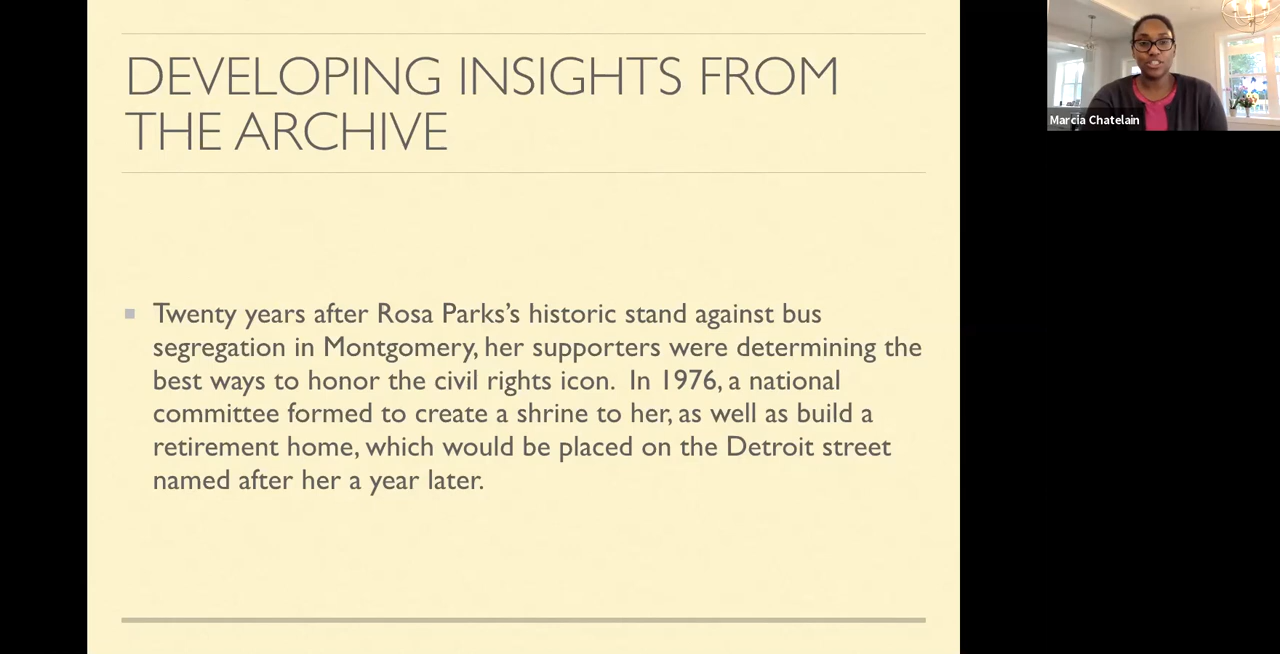 DEVELOPING INSIGHTS FROM
THE ARCHIVE
Twenty years after Rosa Parks’s historic stand against bus
segregation in Montgomery, her supporters were determining the
best ways to honor the civil rights icon.  In 1976, a national
committee formed to create a shrine to her, as well as build a
retirement home, which would be placed on the Detroit street
named after her a year later.
Marcia Chatelain